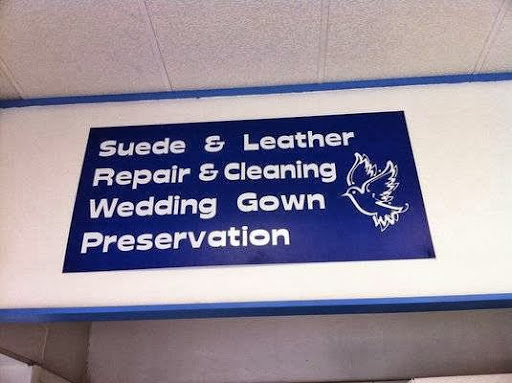 Suede & Leather
Repair & Cleaning
Wedding Gown
Preservation